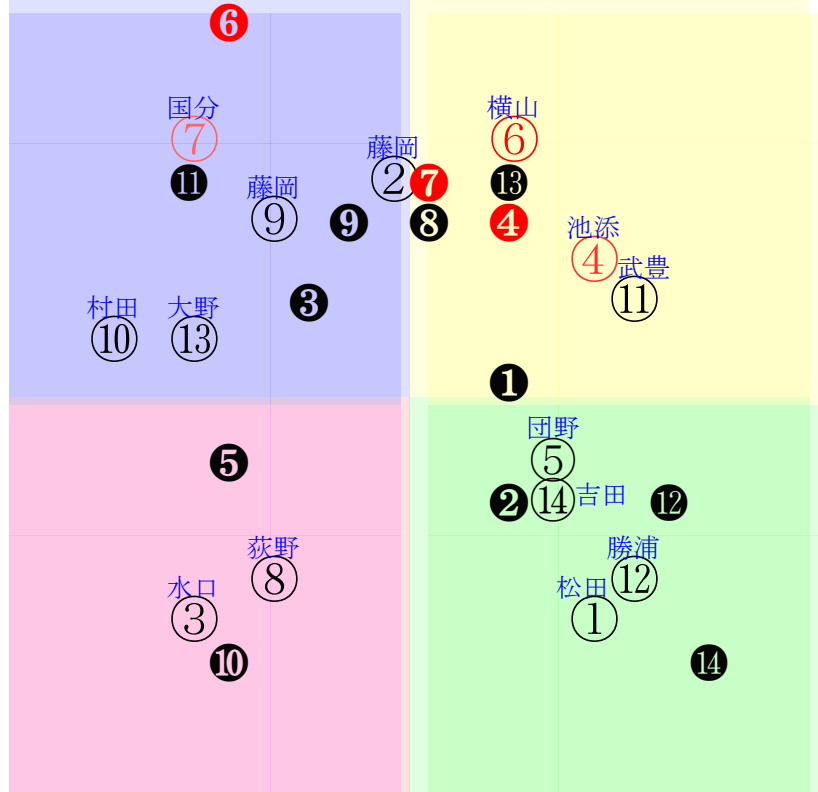 ❻
国分
⑦
横山
⑥
藤岡
②
❼
⓫
藤岡
⑨
❾
❽
⓭
❹
池添
④
武豊
⑪
❸
村田
⑩
大野
⑬
❶
団野
⑤
❺
❷
⑭
吉田
⓬
荻野
⑧
勝浦
⑫
水口
③
松田
①
❿
⓮